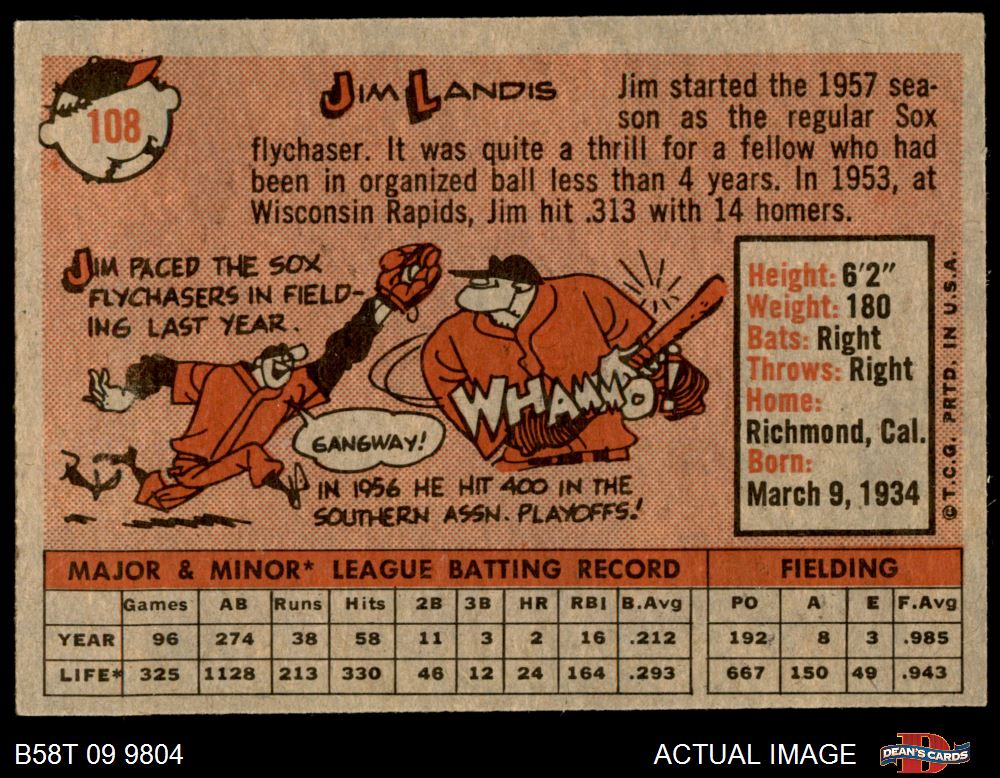 108
JIM LANDIS
Jim started the 1957 sea-
son as the regular Sox
flychaser. It was quite a thrill for a fellow who had
been in organized ball less than 4 years. In 1953, at
Wisconsin Rapids, Jim hit .313 with 14 homers.
JIM PACED THE SOX
FLYCHASERS IN FIELD-
ING LAST YEAR.
GANGWAY!
WHAMMO!
IN 1956 HE HIT 400 IN THE
SOUTHERN ASSN. PLAYOFFS!
Height: 6'2"
Weight: 180
Bats: Right
Throws: Right
Home:
Richmond, Cal.
Born:
March 9, 1934
© T.C.G. PRTD. IN U.S.A.
MAJOR & MINOR* LEAGUE BATTING RECORD FIELDING
Games AB Runs Hits 2B 3B HR RBI B.Avg PO A E F.Avg
YEAR 96 274 38 58 11 3 2 16 .212 192 8 3 .985
LIFE* 325 1128 213 330 46 12 24 164 .293 667 150 49 .943
B58T 09 9804
ACTUAL IMAGE
D
DEAN'S CARDS